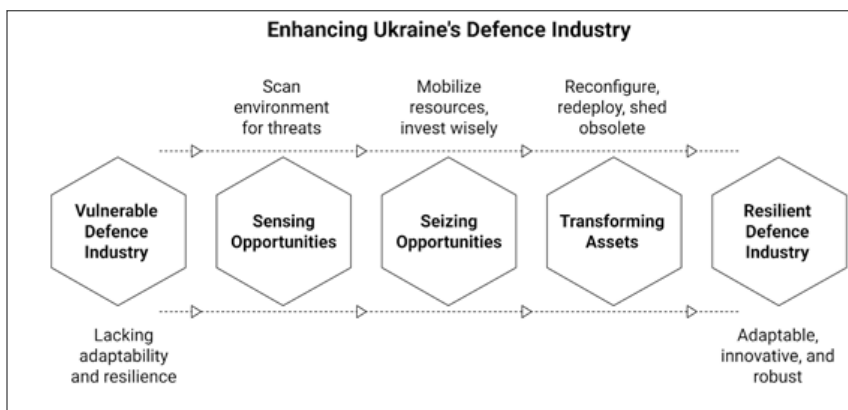 Enhancing Ukraine's Defence Industry
Scan
environment
for threats
Mobilize
resources,
invest wisely
Reconfigure,
redeploy, shed
obsolete
Vulnerable
Defence
Industry
Sensing
Opportunities
Seizing
Opportunities
Transforming
Assets
Resilient
Defence
Industry
Lacking
adaptability
and resilience
Adaptable,
innovative, and
robust